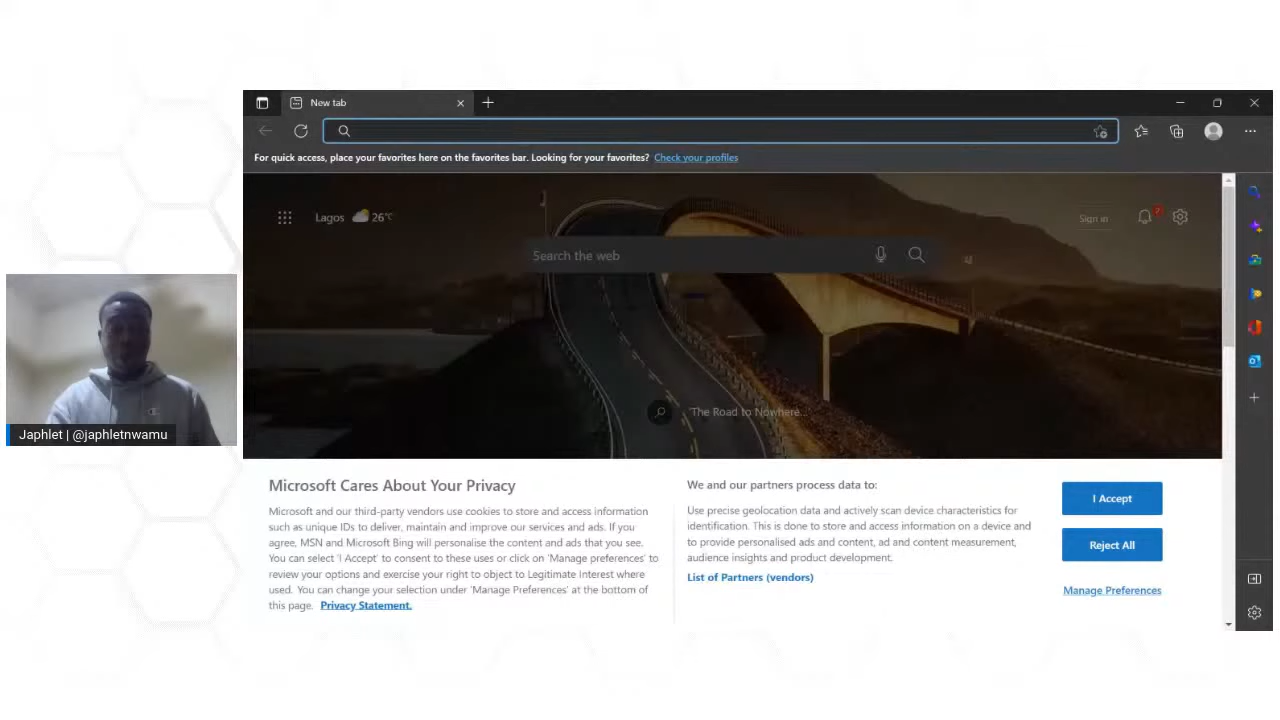 New tab
For quick access, place your favorites here on the favorites bar. Looking for your favorites? Check your profiles
Lagos 26°C
Sign in
2
Search the web
'The Road to Nowhere...
Japhlet | @japhletnwamu
Microsoft Cares About Your Privacy
Microsoft and our third-party vendors use cookies to store and access information
such as unique IDs to deliver, maintain and improve our services and ads. If you
agree, MSN and Microsoft Bing will personalise the content and ads that you see.
You can select 'I Accept' to consent to these uses or click on 'Manage preferences' to
review your options and exercise your right to object to Legitimate Interest where
used. You can change your selection under 'Manage Preferences' at the bottom of
this page. Privacy Statement.
We and our partners process data to:
Use precise geolocation data and actively scan device characteristics for
identification. This is done to store and access information on a device and
to provide personalised ads and content, ad and content measurement,
audience insights and product development.
List of Partners (vendors)
I Accept
Reject All
Manage Preferences